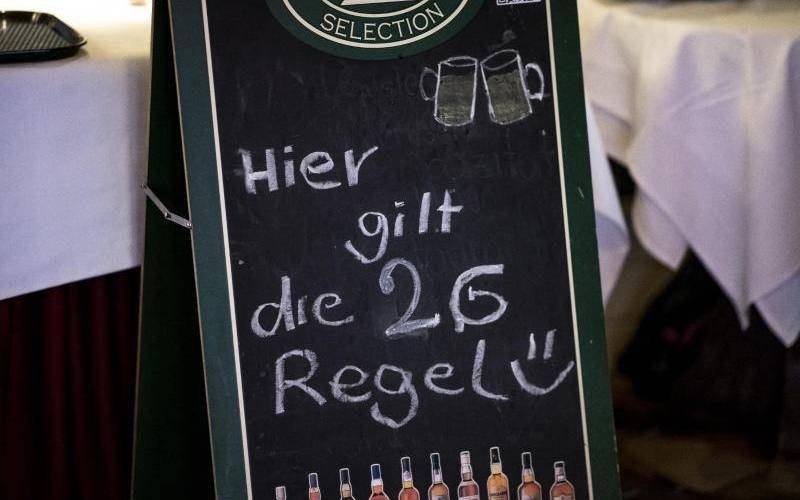 SELECTION
Hier
gilt
die 2G
Regel